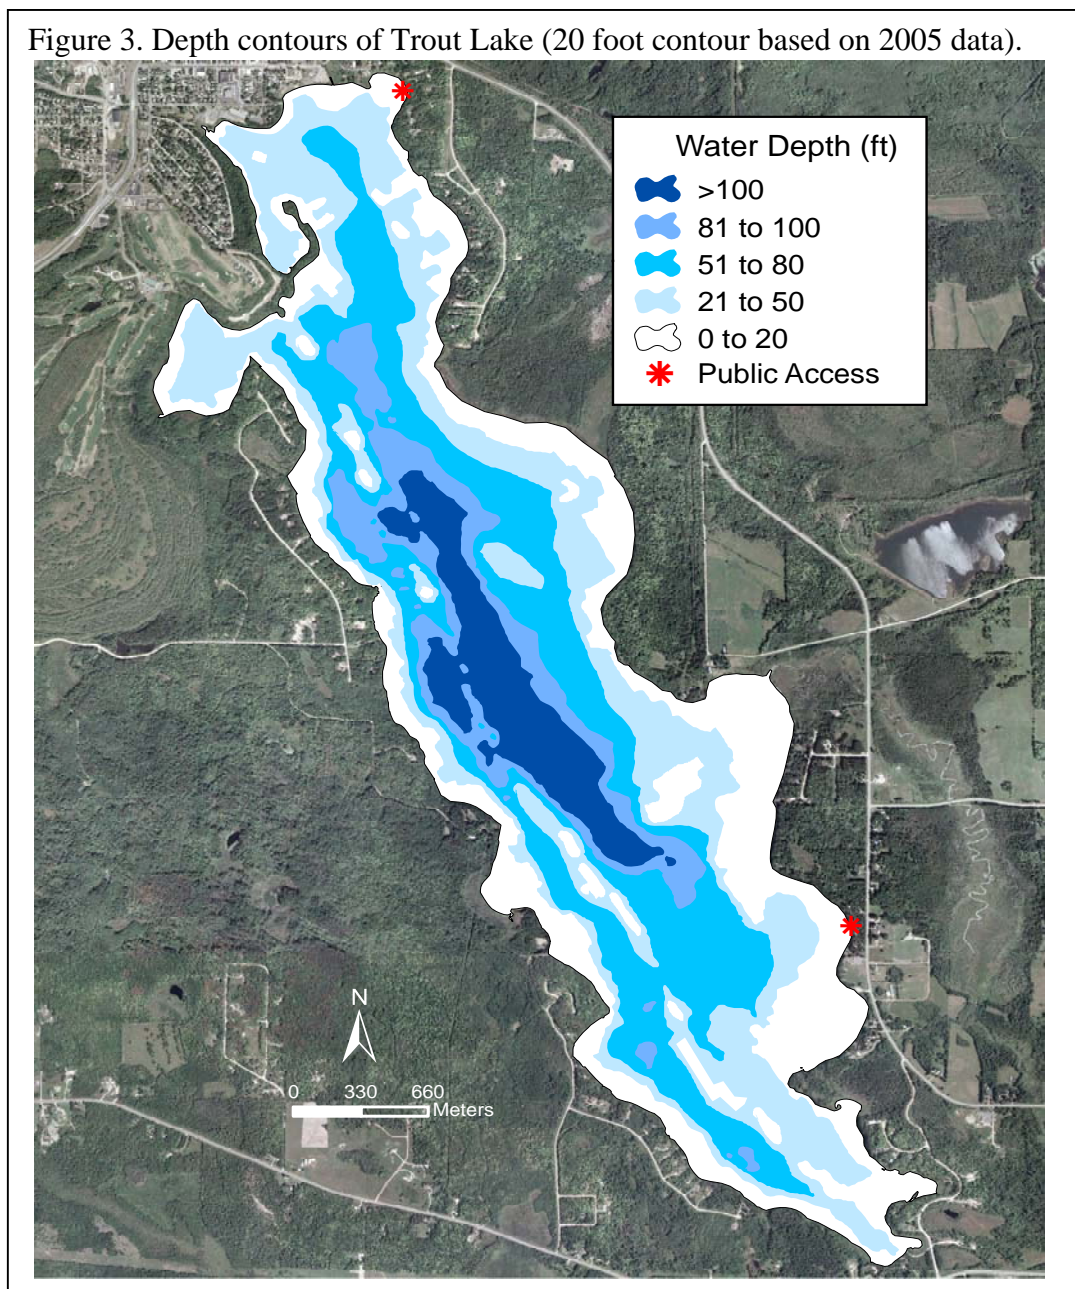 Figure 3. Depth contours of Trout Lake (20 foot contour based on 2005 data).
Water Depth (ft)
>100
81 to 100
51 to 80
21 to 50
0 to 20
Public Access
N
0 330 660
Meters